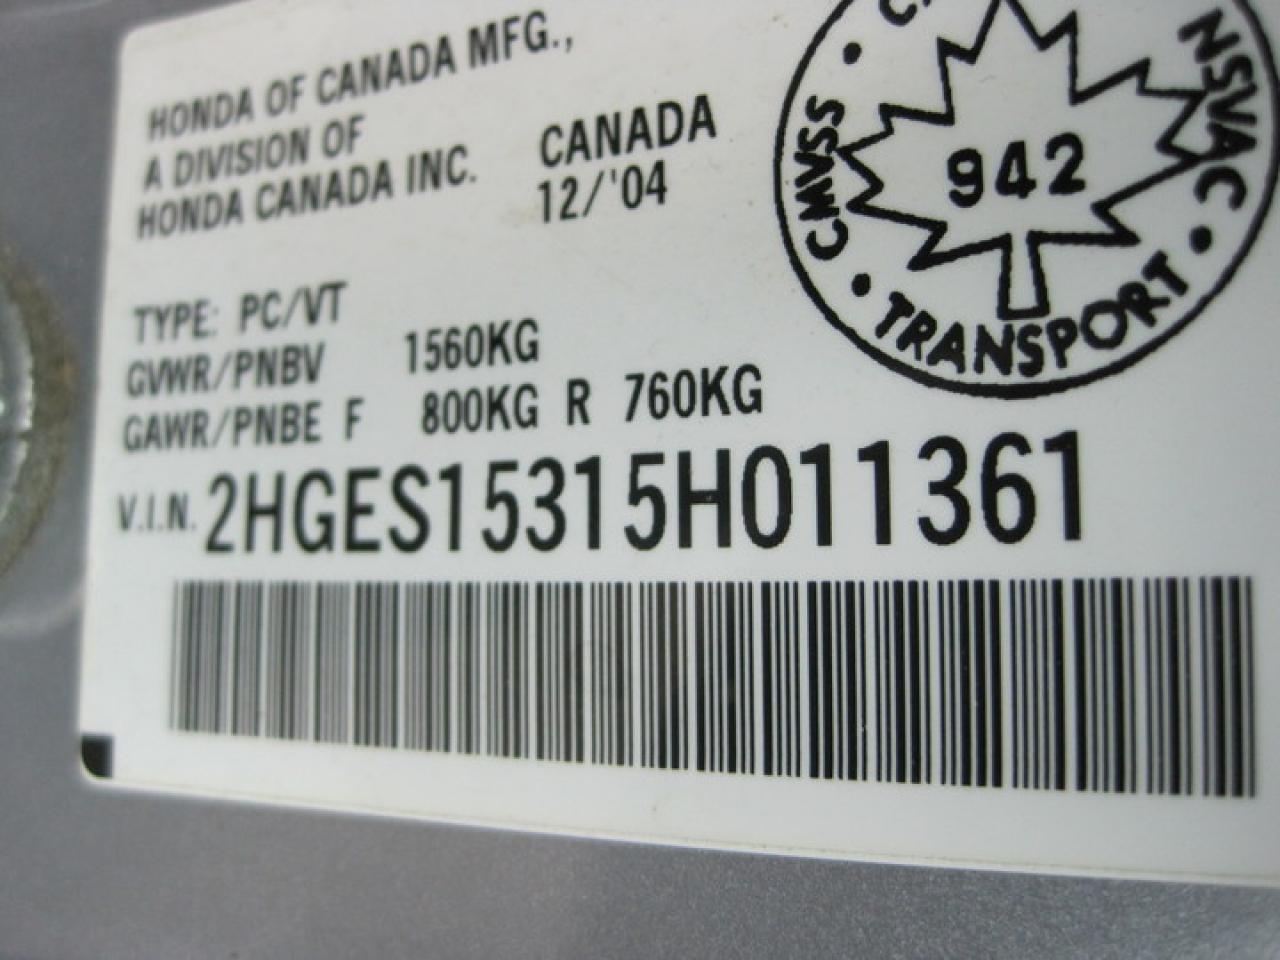 HONDA OF CANADA MFG.,
A DIVISION OF
HONDA CANADA INC.
CANADA
12/'04
TYPE: PC/VT
GVWR/PNBV 1560KG
GAWR/PNBE F 800KG R 760KG
V.I.N. 2HGES15315H011361
CMVSS
942
NSVAC
TRANSPORT